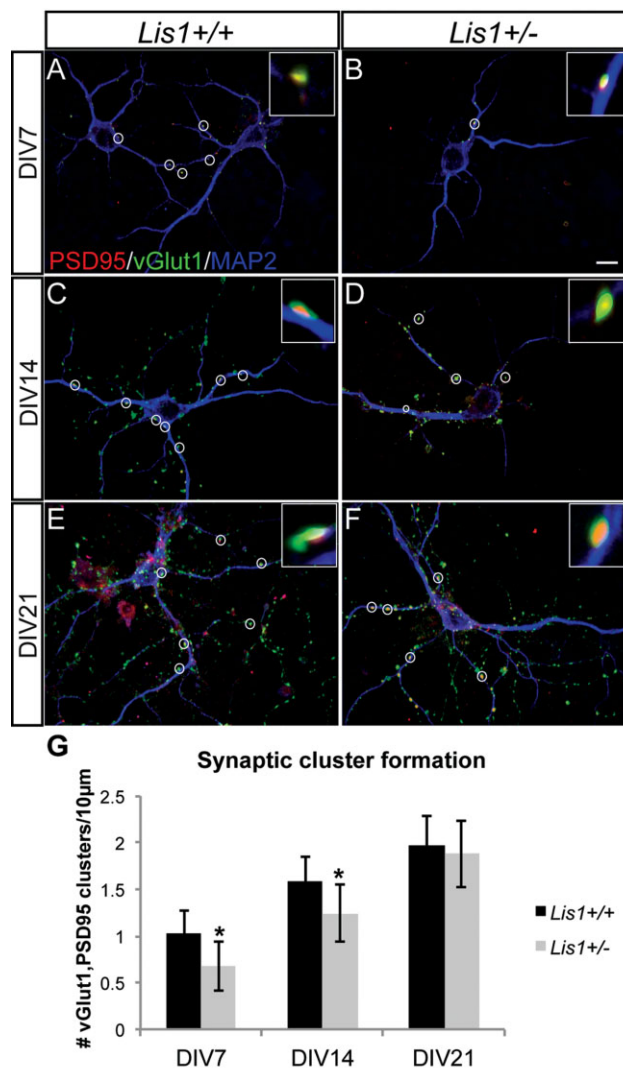 Lis1+/+ Lis1+/-
DIV7
A B
PSD95/vGlut1/MAP2
DIV14
C D
DIV21
E F
G
Synaptic cluster formation
# vGlut1,PSD95 clusters/10µm
2.5
2
1.5
1
0.5
0
* *
DIV7 DIV14 DIV21
Lis1+/+
Lis1+/-